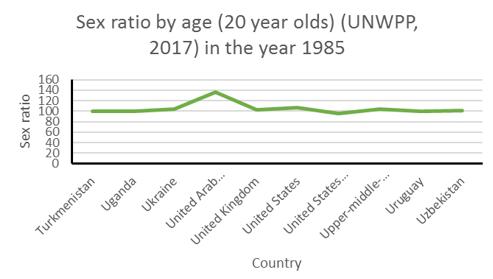 Sex ratio by age (20 year olds) (UNWPP,
2017) in the year 1985
160
140
120
100
80
60
40
20
0
Sex ratio
Turkmenistan
Uganda
Ukraine
United Arab...
United Kingdom
United States
United States...
Upper-middle-...
Uruguay
Uzbekistan
Country